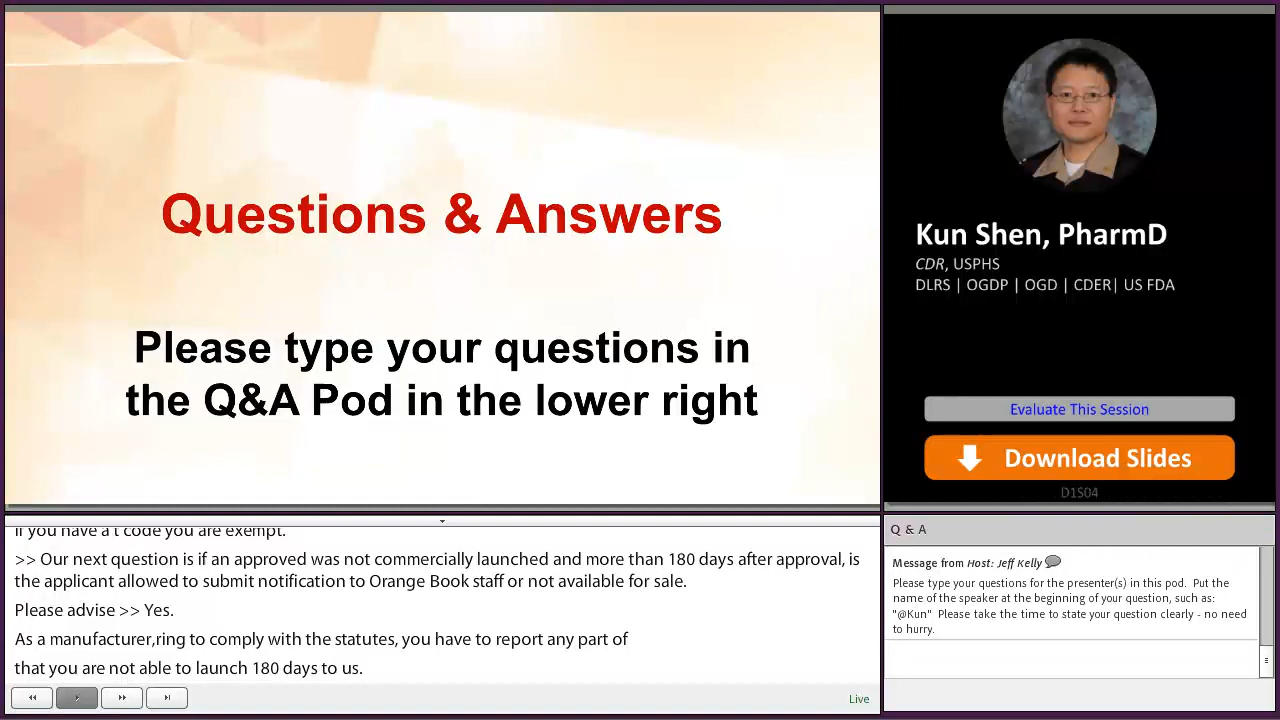 Questions & Answers
Please type your questions in
the Q&A Pod in the lower right
Kun Shen, PharmD
CDR, USPHS
DLRS | OGDP | OGD | CDER| US FDA
Evaluate This Session
Download Slides
D1S04
If you have a t code you are exempt.
>> Our next question is if an approved was not commercially launched and more than 180 days after approval, is
the applicant allowed to submit notification to Orange Book staff or not available for sale.
Please advise >> Yes.
As a manufacturer,ring to comply with the statutes, you have to report any part of
that you are not able to launch 180 days to us.
Live
Q & A
Message from Host: Jeff Kelly
Please type your questions for the presenter(s) in this pod. Put the
name of the speaker at the beginning of your question, such as:
"@Kun" Please take the time to state your question clearly - no need
to hurry.